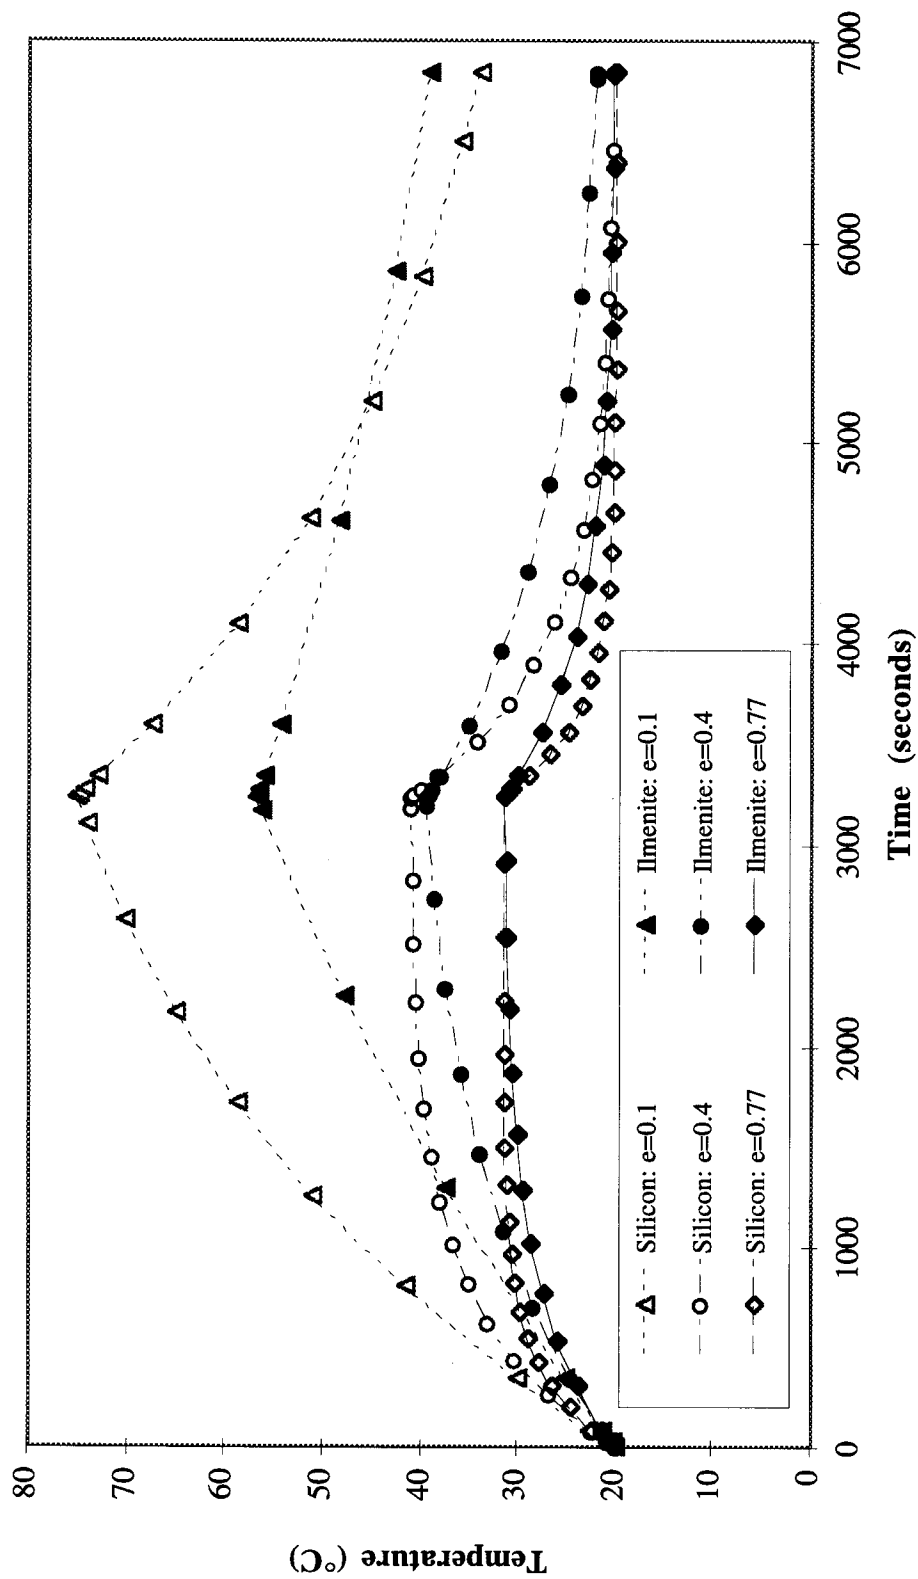 Temperature (°C)
80
70
60
50
40
30
20
10
0
0
1000
2000
3000
4000
5000
6000
7000
Time (seconds)
Silicon: e=0.1
Ilmenite: e=0.1
Silicon: e=0.4
Ilmenite: e=0.4
Silicon: e=0.77
Ilmenite: e=0.77